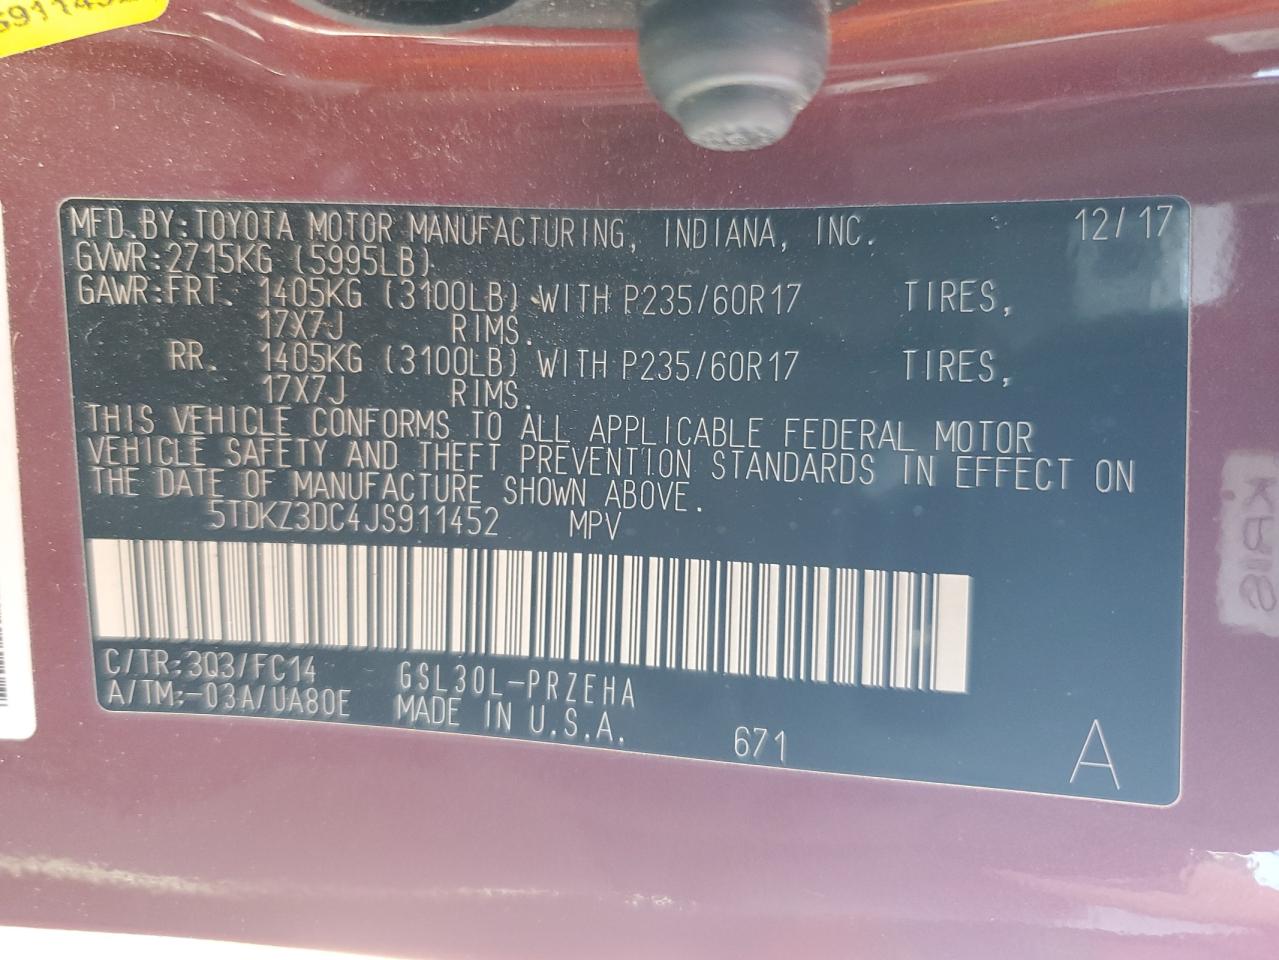 MFD.BY:TOYOTA MOTOR MANUFACTURING, INDIANA, INC. 12/17
GVWR:2715KG (5995LB)
GAWR:FRT. 1405KG (3100LB) WITH P235/60R17 TIRES,
17X7J RIMS.
RR. 1405KG (3100LB) WITH P235/60R17 TIRES,
17X7J RIMS.
THIS VEHICLE CONFORMS TO ALL APPLICABLE FEDERAL MOTOR
VEHICLE SAFETY AND THEFT PREVENTION STANDARDS IN EFFECT ON
THE DATE OF MANUFACTURE SHOWN ABOVE.
5TDKZ3DC4JS911452 MPV
C/TR:3Q3/FC14 GSL30L-PRZEHA
A/TM:-03A/UA80E MADE IN U.S.A.
671 A